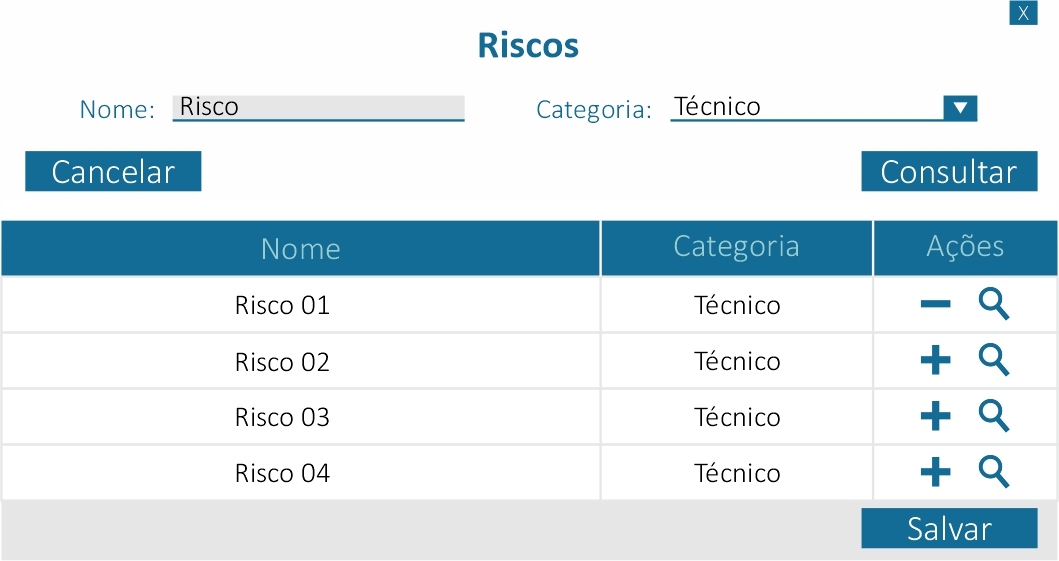 X
Riscos
Nome: Risco Categoria: Técnico
Cancelar Consultar
Nome Categoria Ações
Risco 01 Técnico
Risco 02 Técnico
Risco 03 Técnico
Risco 04 Técnico
Salvar